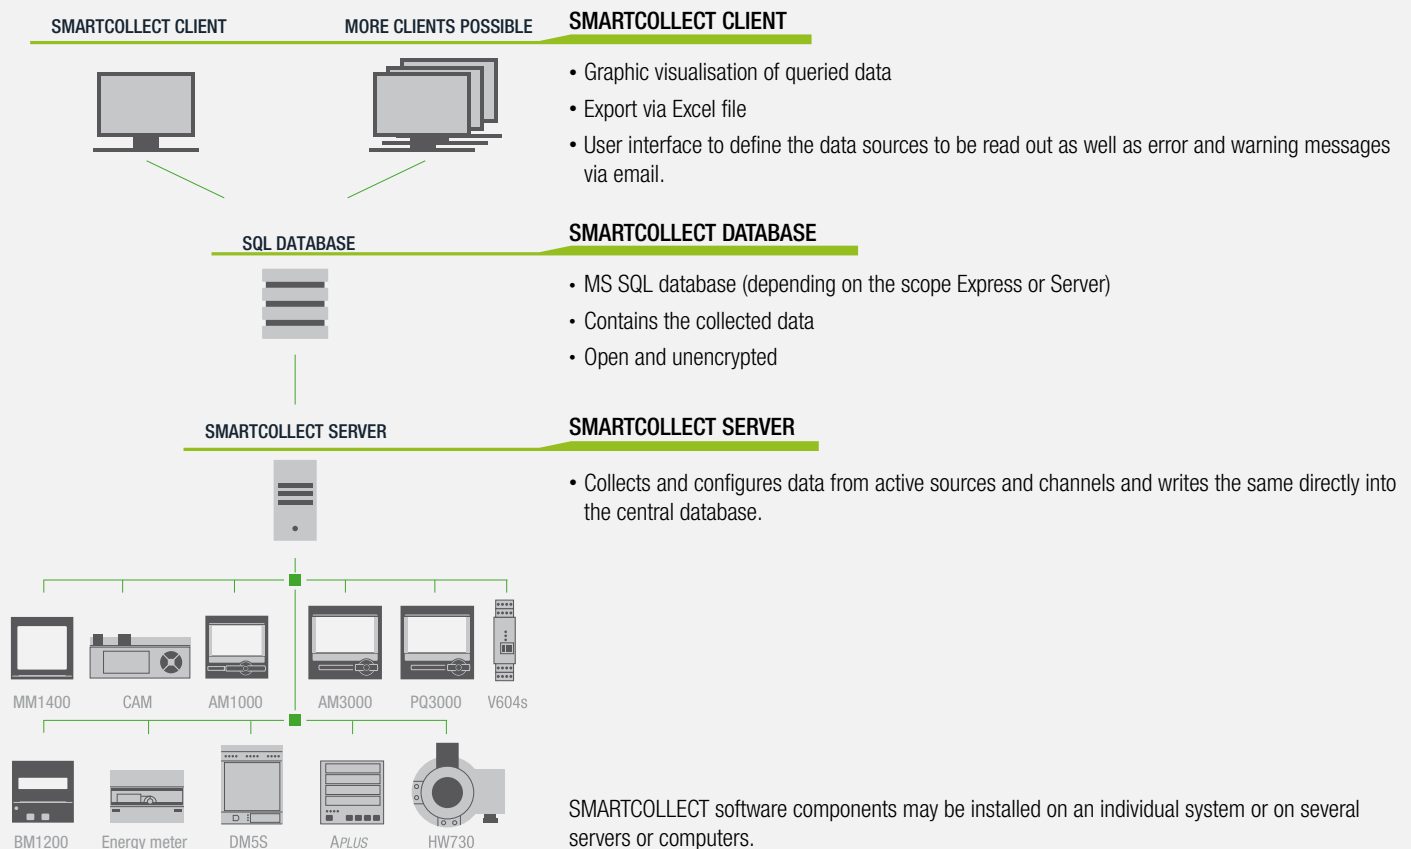 SMARTCOLLECT CLIENT
MORE CLIENTS POSSIBLE
SMARTCOLLECT CLIENT
• Graphic visualisation of queried data
• Export via Excel file
• User interface to define the data sources to be read out as well as error and warning messages
via email.
SQL DATABASE
SMARTCOLLECT DATABASE
• MS SQL database (depending on the scope Express or Server)
• Contains the collected data
• Open and unencrypted
SMARTCOLLECT SERVER
SMARTCOLLECT SERVER
• Collects and configures data from active sources and channels and writes the same directly into
the central database.
MM1400
CAM
AM1000
AM3000
PQ3000
V604s
BM1200
Energy meter
DM5S
APLUS
HW730
SMARTCOLLECT software components may be installed on an individual system or on several
servers or computers.